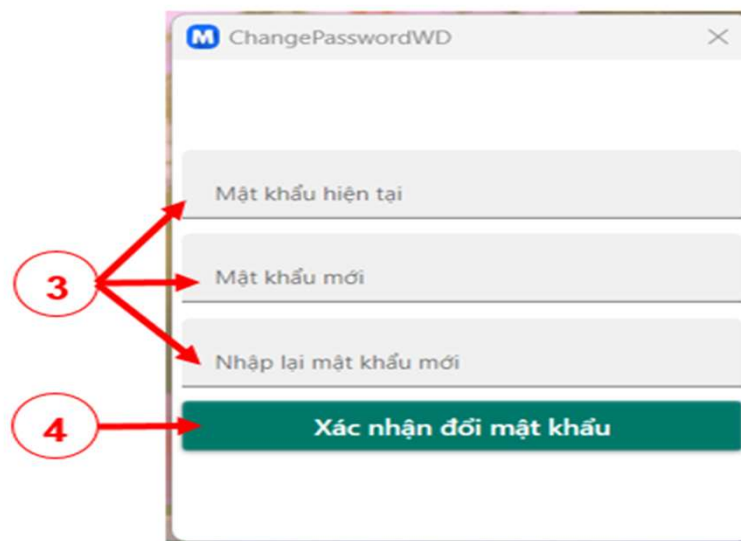 M ChangePasswordWD
Mật khẩu hiện tại
3
Mật khẩu mới
Nhập lại mật khẩu mới
4
Xác nhận đổi mật khẩu